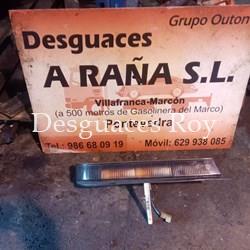 Grupo Outon
Desguaces
A RAÑA S.L.
Villafranca-Marcón
(a 500 metros de Gasolinera del Marco)
Pontevedra
Desguaces Roy
Tel.: 986 68 09 19 Móvil: 629 938 085